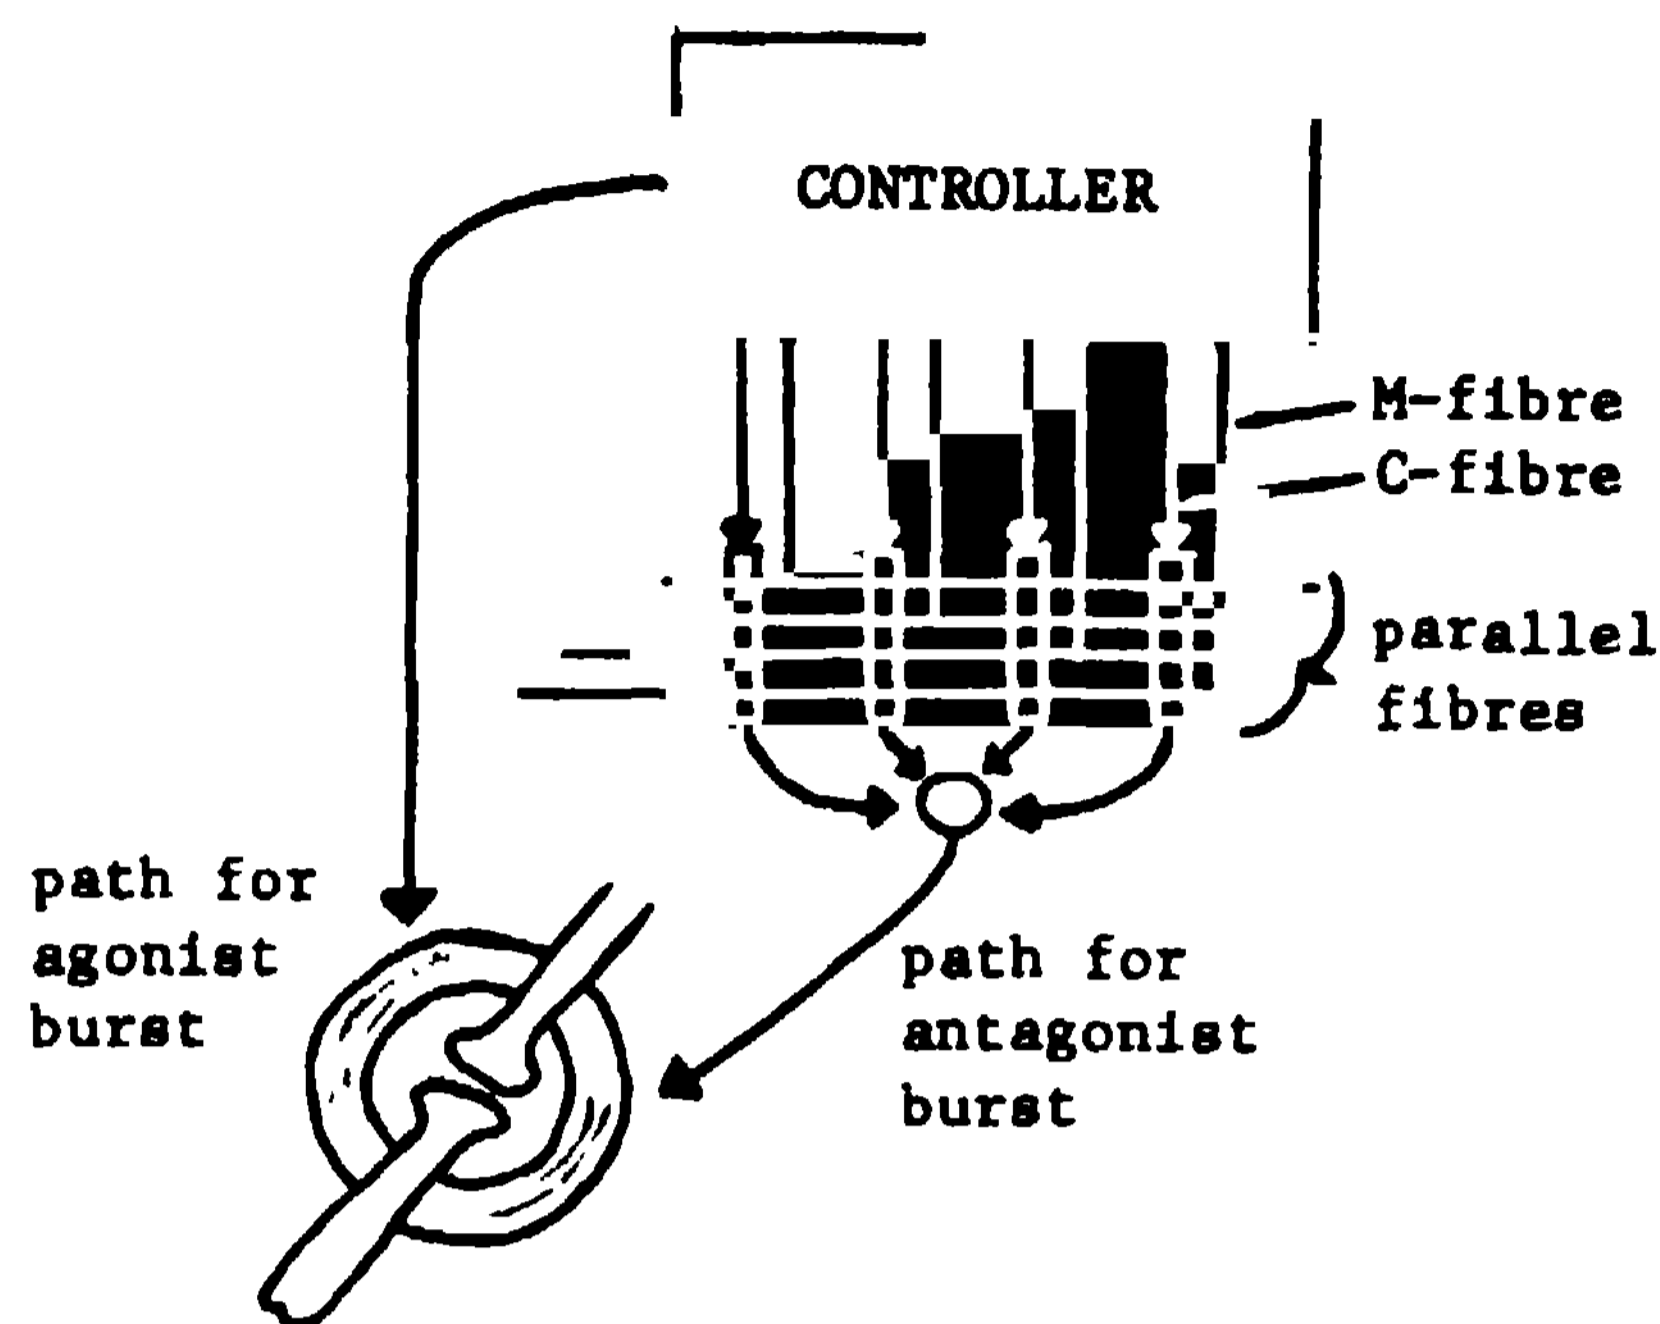 CONTROLLER
M-fibre
C-fibre
parallel
fibres
path for
agonist
burst
path for
antagonist
burst